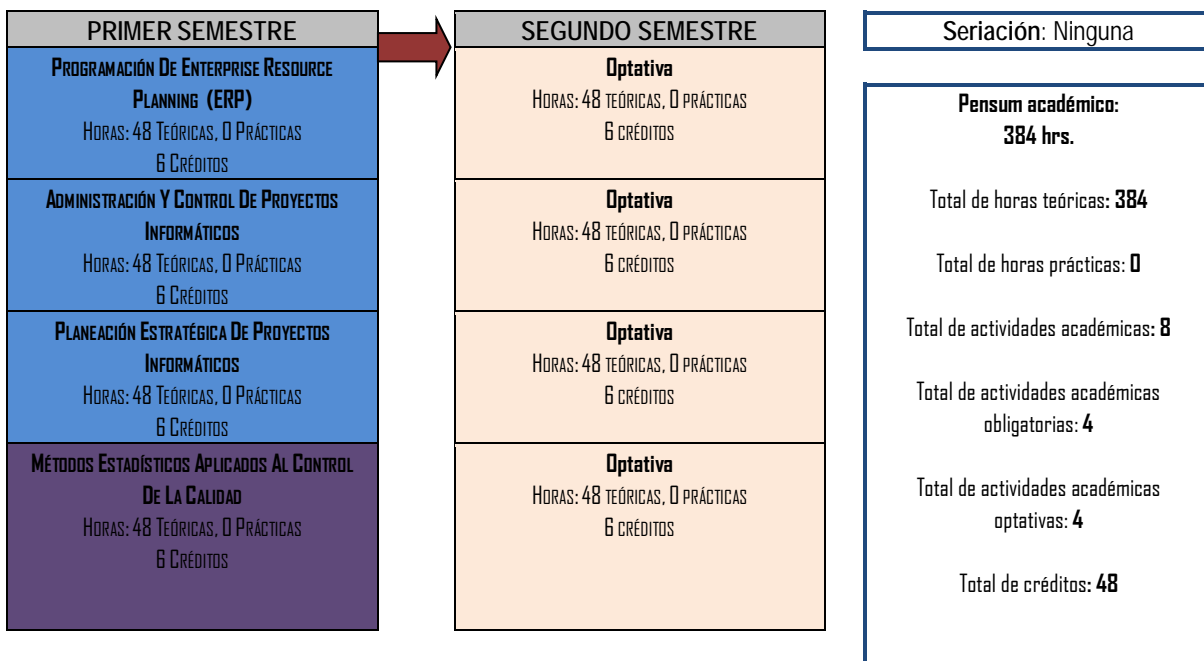 PRIMER SEMESTRE
PROGRAMACIÓN DE ENTERPRISE RESOURCE
PLANNING (ERP)
HORAS: 48 TEÓRICAS, 0 PRÁCTICAS
6 CRÉDITOS
ADMINISTRACIÓN Y CONTROL DE PROYECTOS
INFORMÁTICOS
HORAS: 48 TEÓRICAS, 0 PRÁCTICAS
6 CRÉDITOS
PLANEACIÓN ESTRATÉGICA DE PROYECTOS
INFORMÁTICOS
HORAS: 48 TEÓRICAS, 0 PRÁCTICAS
6 CRÉDITOS
MÉTODOS ESTADÍSTICOS APLICADOS AL CONTROL
DE LA CALIDAD
HORAS: 48 TEÓRICAS, 0 PRÁCTICAS
6 CRÉDITOS
SEGUNDO SEMESTRE
Optativa
HORAS: 48 TEÓRICAS, 0 PRÁCTICAS
6 CRÉDITOS
Optativa
HORAS: 48 TEÓRICAS, 0 PRÁCTICAS
6 CRÉDITOS
Optativa
HORAS: 48 TEÓRICAS, 0 PRÁCTICAS
6 CRÉDITOS
Optativa
HORAS: 48 TEÓRICAS, 0 PRÁCTICAS
6 CRÉDITOS
Seriación: Ninguna
Pensum académico:
384 hrs.
Total de horas teóricas: 384
Total de horas prácticas: 0
Total de actividades académicas: 8
Total de actividades académicas
obligatorias: 4
Total de actividades académicas
optativas: 4
Total de créditos: 48